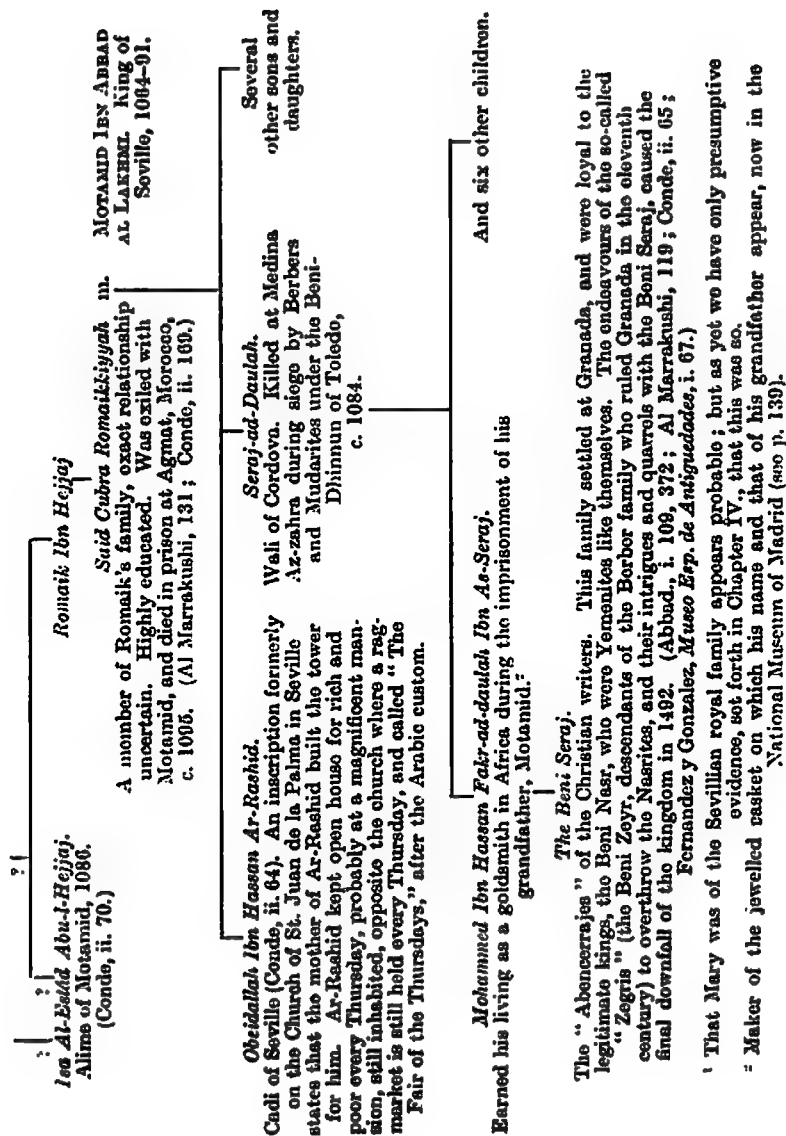 ? ?
Isa Al-Estád Abu-l-Hejjaj.
Alime of Motamid, 1086.
(Conde, ii. 70.)
?
Romaik Ibn Hejjaj
Said Cubra Romaikkiyyah m.
A member of Romaik's family, exact relationship
uncertain. Highly educated. Was exiled with
Motamid, and died in prison at Agmat, Morocco,
c. 1095. (Al Marrakushi, 131 ; Conde, ii. 169.)
MOTAMID IBN ABBAD
AL LAKHMI. King of
Seville, 1064-91.
Obeidallah Ibn Hassan Ar-Rashid.
Cadi of Seville (Conde, ii. 64). An inscription formerly
on the Church of St. Juan de la Palma in Seville
states that the mother of Ar-Rashid built the tower
for him. Ar-Rashid kept open house for rich and
poor every Thursday, probably at a magnificent man-
sion, still inhabited, opposite the church where a rag-
market is still held every Thursday, and called “ The
Fair of the Thursdays,” after the Arabic custom.
Seraj-ad-Daulah.
Wali of Cordova. Killed at Medina
Az-zahra during siege by Berbers
and Mudarites under the Beni-
Dhinnun of Toledo,
c. 1084.
Several
other sons and
daughters.
Mohammed Ibn Hassan Fakr-ad-daulah Ibn As-Seraj.
Earned his living as a goldsmith in Africa during the imprisonment of his
grandfather, Motamid.²
And six other children.
The Beni Seraj.
The “ Abencerrajes ” of the Christian writers. This family settled at Granada, and were loyal to the
legitimate kings, the Beni Nasr, who were Yemenites like themselves. The endeavours of the so-called
“ Zegris ” (the Beni Zeyr, descendants of the Berber family who ruled Granada in the eleventh
century) to overthrow the Nasrites, and their intrigues and quarrels with the Beni Seraj, caused the
final downfall of the kingdom in 1492. (Abbad., i. 109, 372 ; Al Marrakushi, 119 ; Conde, ii. 65 ;
Fernandez y Gonzalez, Museo Esp. de Antiguedades, i. 67.)
¹ That Mary was of the Sevillian royal family appears probable ; but as yet we have only presumptive
evidence, set forth in Chapter IV., that this was so.
² Maker of the jewelled casket on which his name and that of his grandfather appear, now in the
National Museum of Madrid (see p. 139).